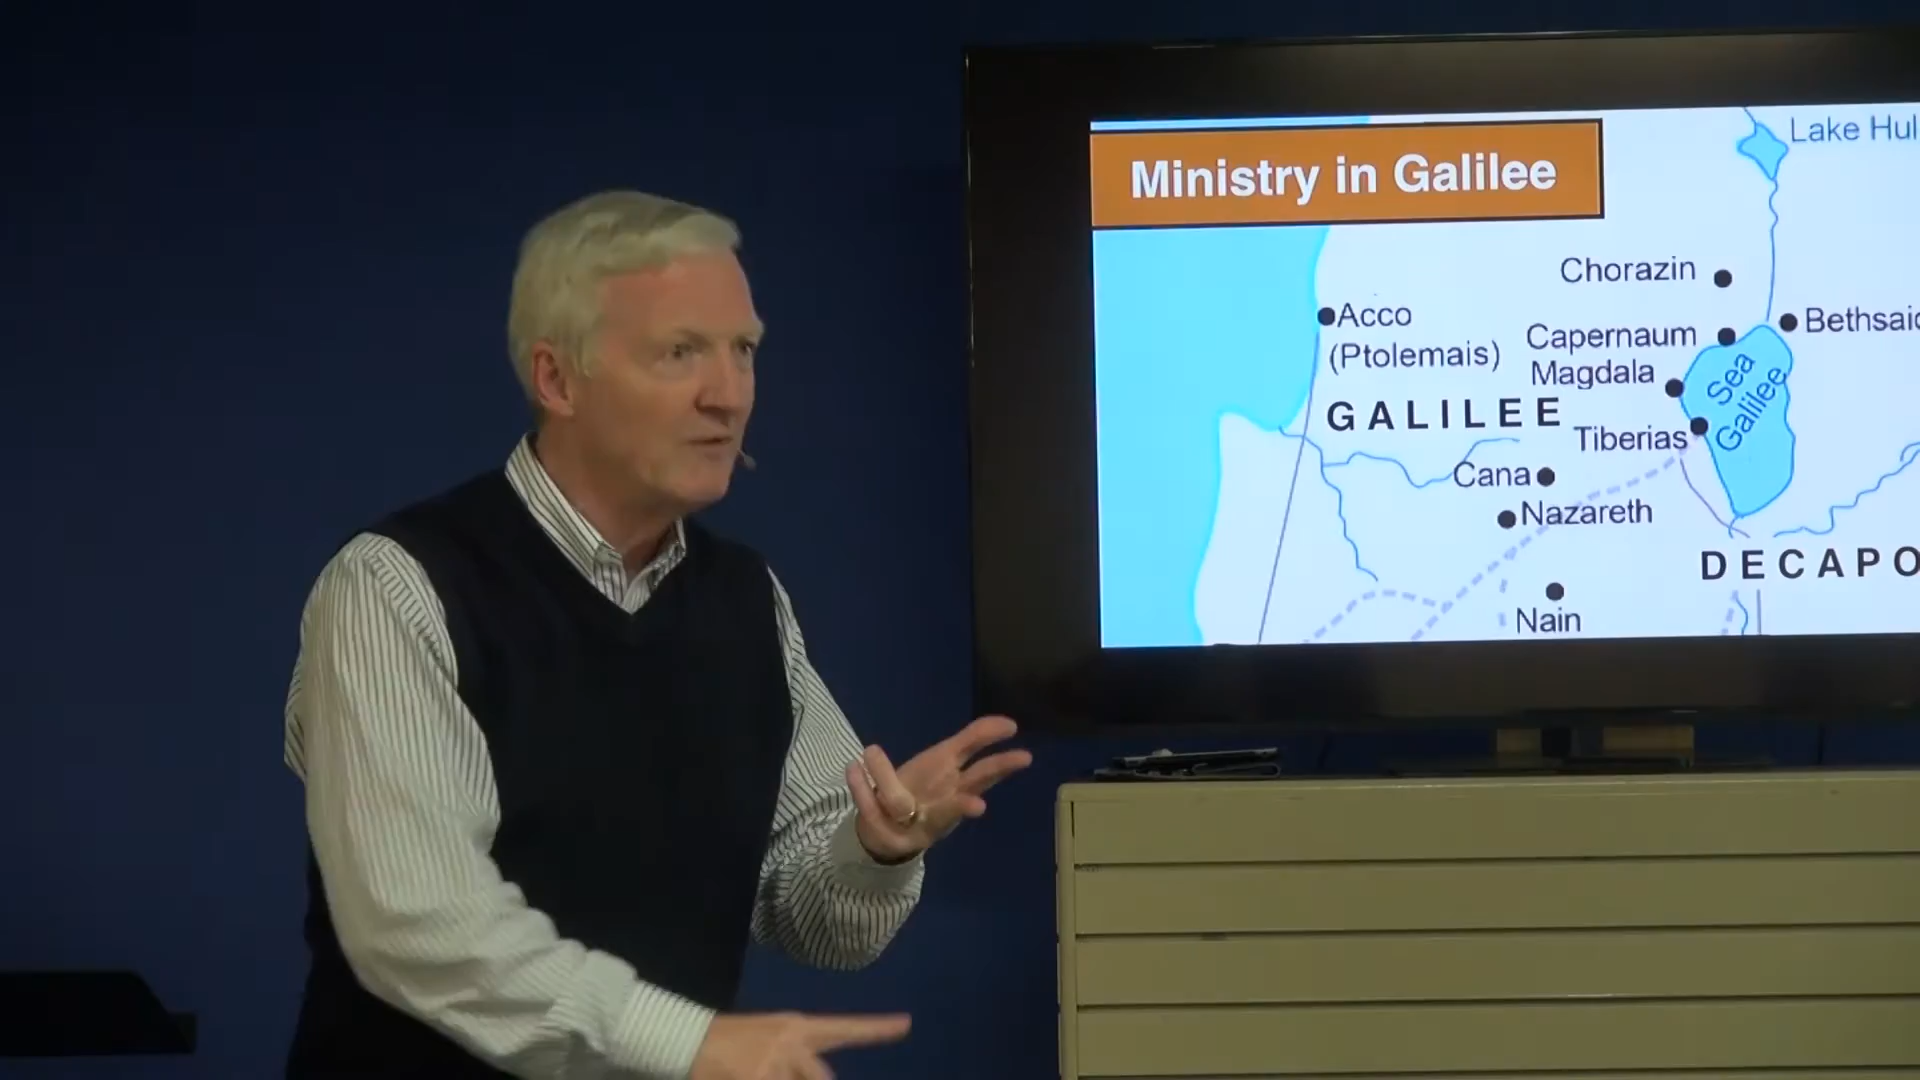 Ministry in Galilee
Lake Hul
Chorazin
Acco
(Ptolemais)
Bethsaid
Capernaum
Magdala
Sea
Galilee
GALILEE
Tiberias
Cana
Nazareth
DECAPO
Nain